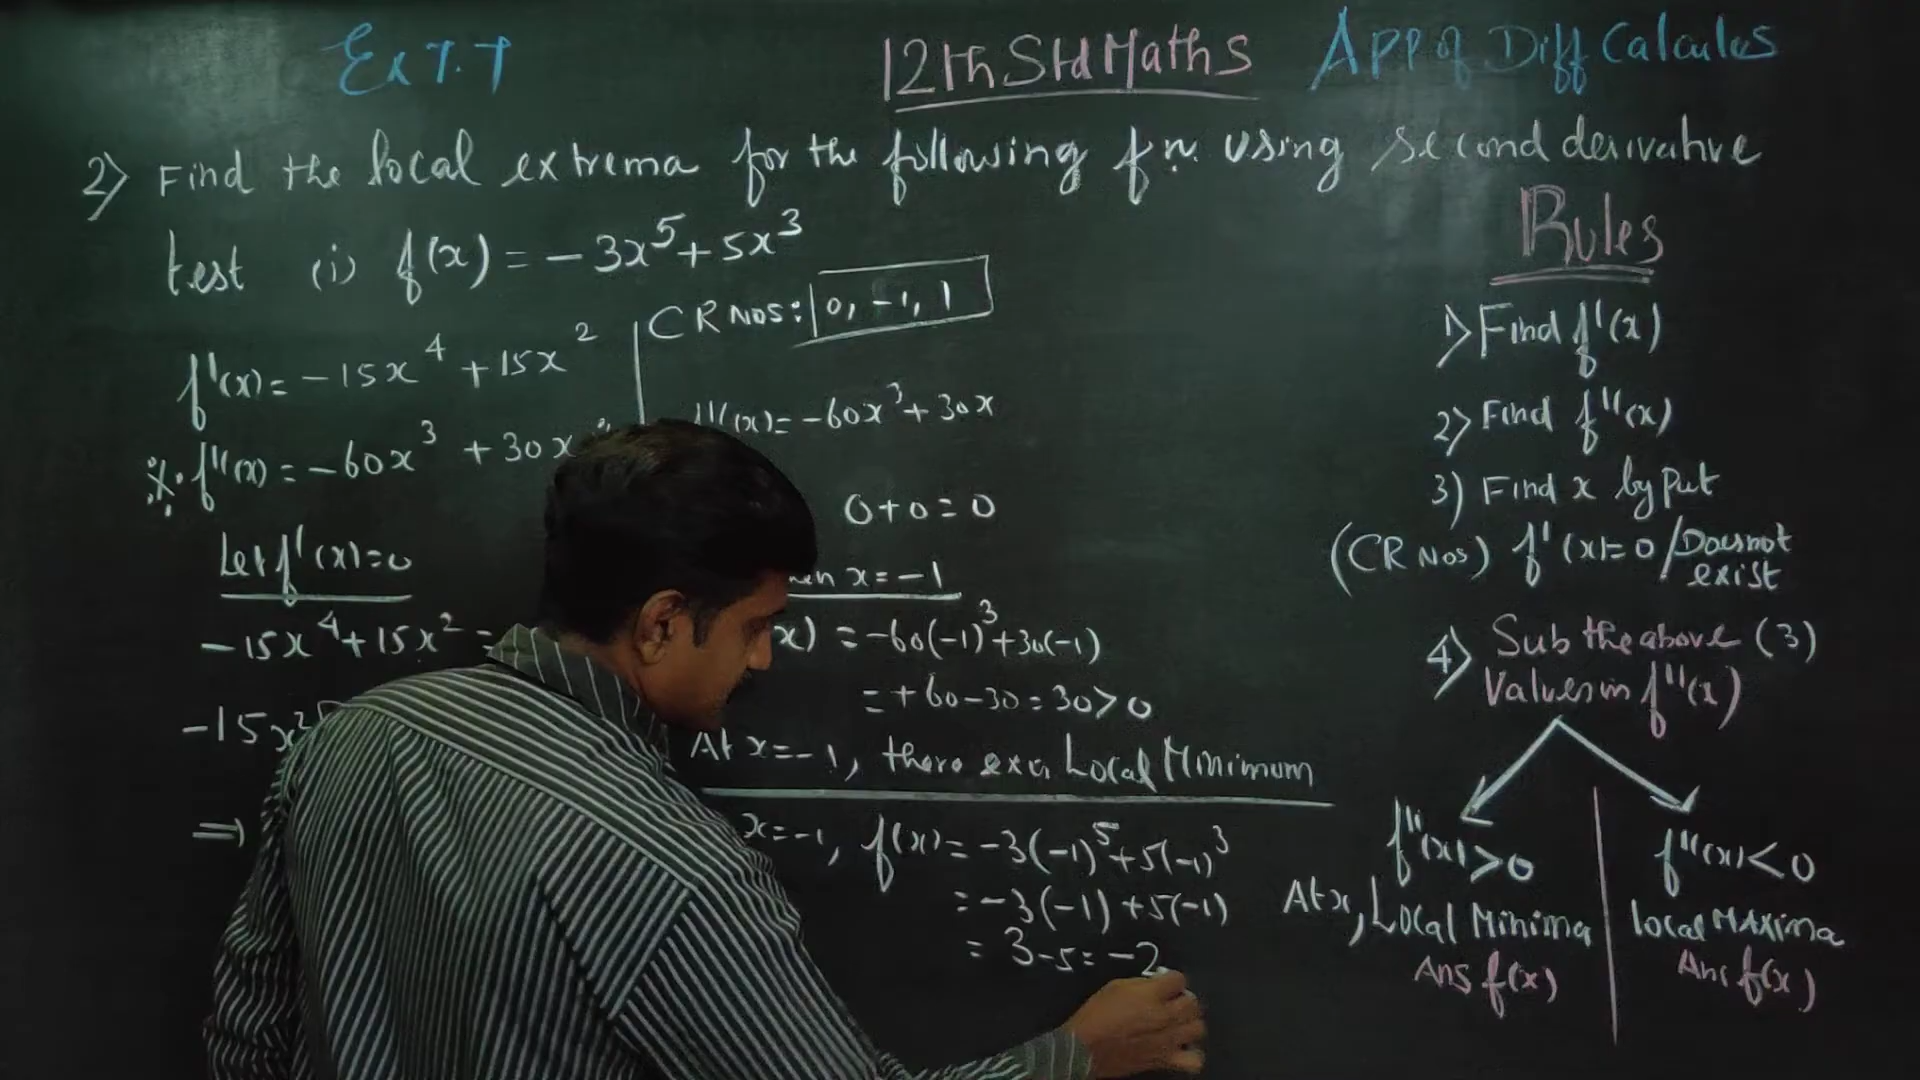 Ex 7.7
12th Std Maths
App of Diff Calculus
2) Find the local extrema for the following fn. using second derivative
test (i) f(x) = -3x⁵ + 5x³
f'(x) = -15x⁴ + 15x²
f''(x) = -60x³ + 30x
Let f'(x)=0
-15x⁴ + 15x² =
-15x²
⇒
CR Nos: 0, -1, 1
''(x) = -60x³ + 30x
0+0=0
x=-1
x) = -60(-1)³ + 30(-1)
= +60-30 = 30>0
At x=-1, there exis Local Minimum
x=-1, f(x) = -3(-1)⁵ + 5(-1)³
= -3(-1) + 5(-1)
= 3-5 = -2
Rules
1) Find f'(x)
2) Find f''(x)
3) Find x by put
(CR Nos) f'(x)=0 / Does not
exist
4) Sub the above (3)
Values in f''(x)
f''(x)>0
At x, Local Minima
Ans f(x)
f''(x)<0
local Maxima
Ans f(x)